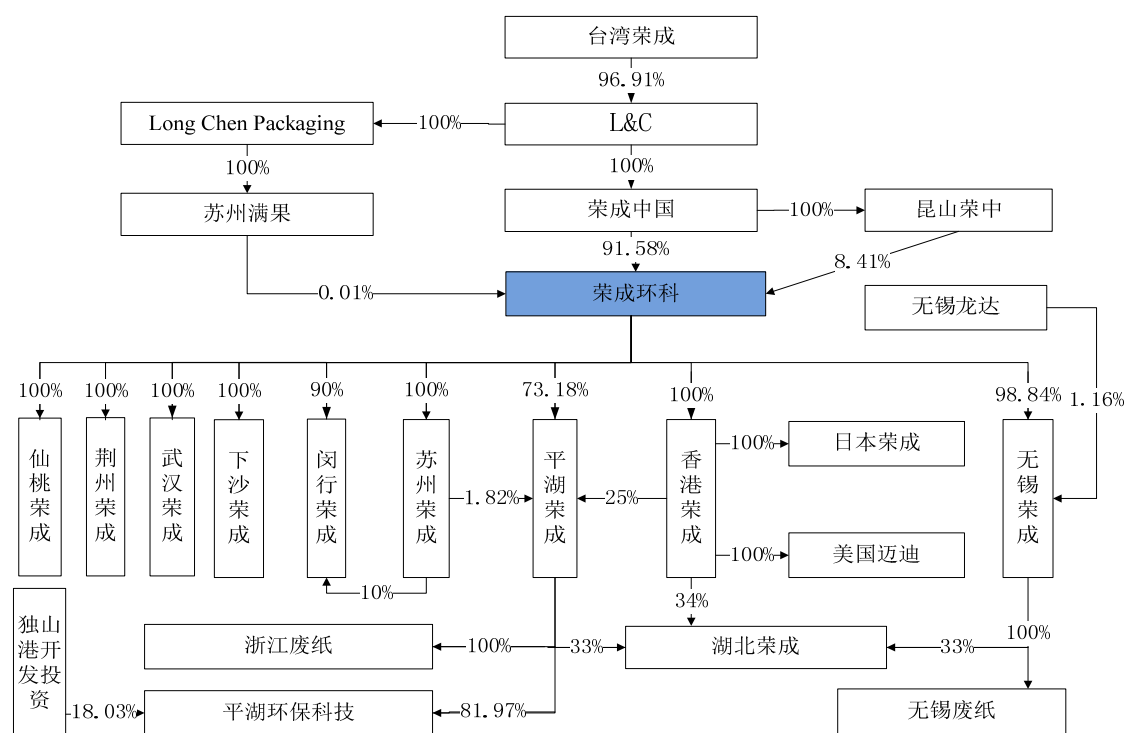 台湾荣成
96.91%
Long Chen Packaging
100%
L&C
100%
100%
苏州满果
荣成中国
100%
昆山荣中
91.58%
8.41%
0.01%
荣成环科
无锡龙达
100%
100%
100%
100%
90%
100%
73.18%
100%
98.84%
1.16%
仙桃荣成
荆州荣成
武汉荣成
下沙荣成
闵行荣成
苏州荣成
1.82%
平湖荣成
25%
香港荣成
100%
日本荣成
无锡荣成
100%
美国迈迪
10%
34%
独山
港开
发投
资
浙江废纸
100%
33%
湖北荣成
33%
100%
18.03%
平湖环保科技
81.97%
无锡废纸